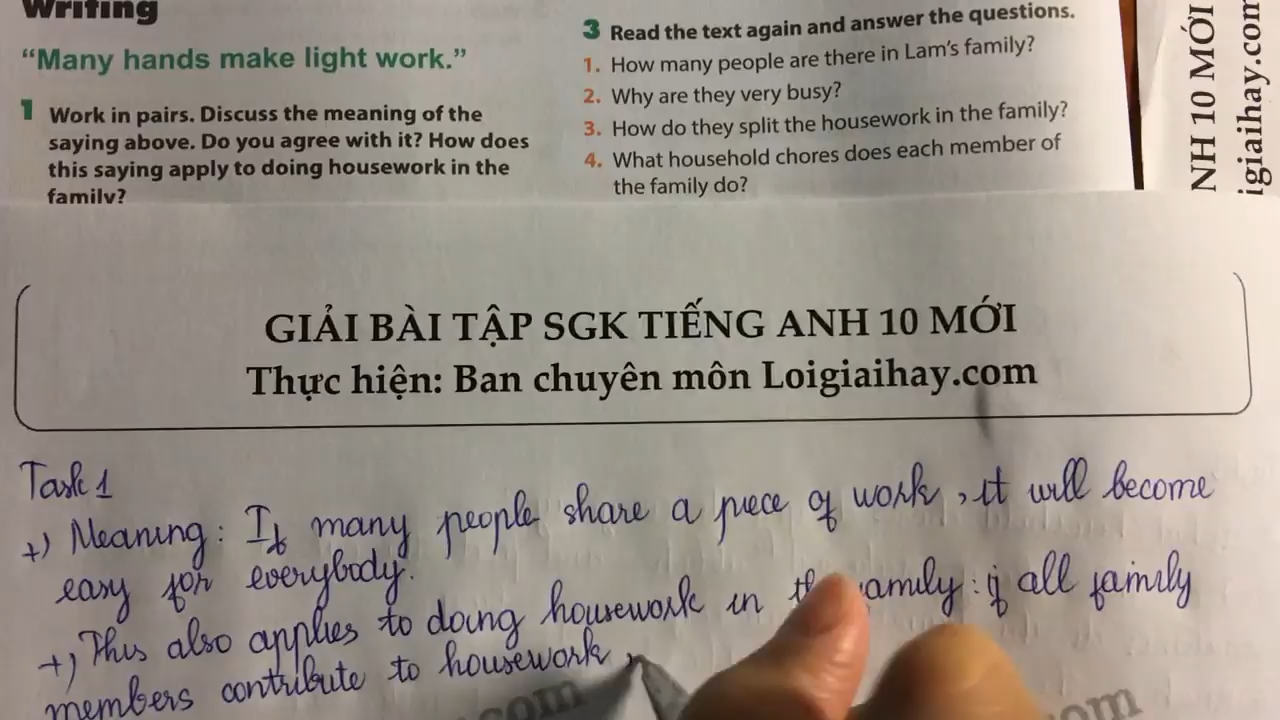 Writing
"Many hands make light work."
1 Work in pairs. Discuss the meaning of the
saying above. Do you agree with it? How does
this saying apply to doing housework in the
family?
3 Read the text again and answer the questions.
1. How many people are there in Lam's family?
2. Why are they very busy?
3. How do they split the housework in the family?
4. What household chores does each member of
the family do?
NH 10 MỚI
igiaihay.com
GIẢI BÀI TẬP SGK TIẾNG ANH 10 MỚI
Thực hiện: Ban chuyên môn Loigiaihay.com
Task 1
+) Meaning: If many people share a piece of work, it will become
easy for everybody.
+) This also applies to doing housework in the family: if all family
members contribute to housework,
com
com